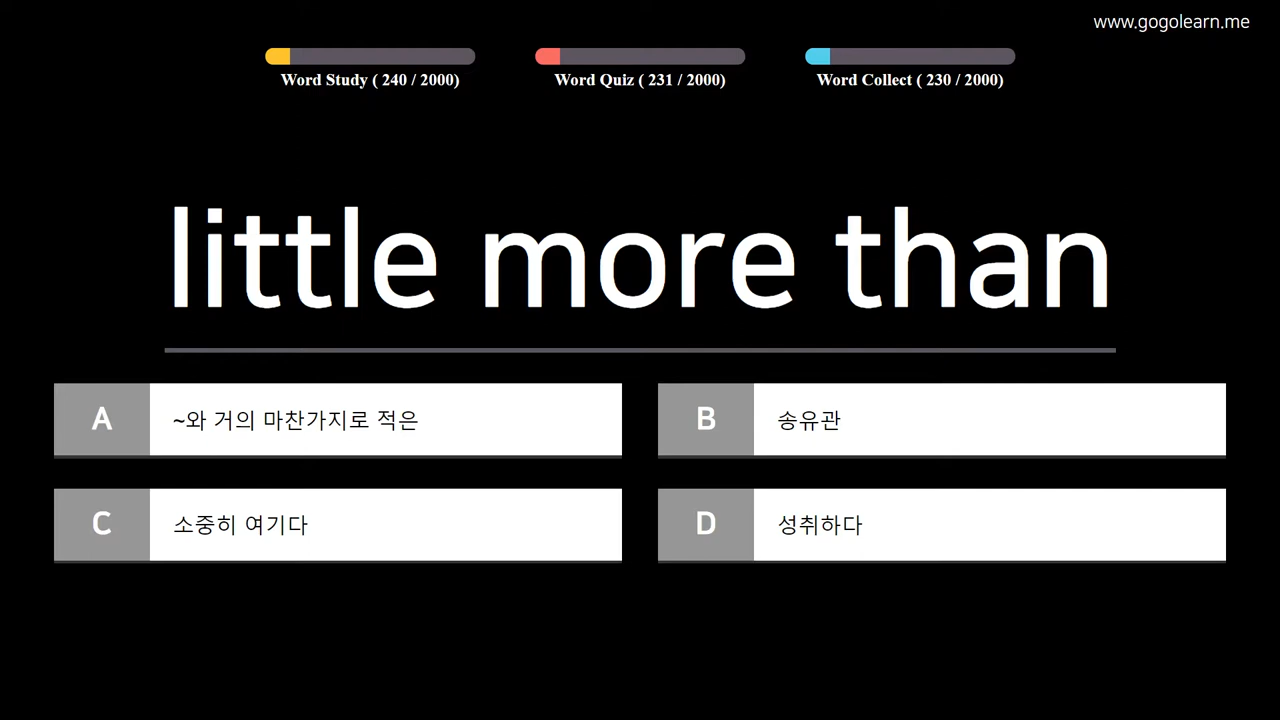 www.gogolearn.me
Word Study ( 240 / 2000)
Word Quiz ( 231 / 2000)
Word Collect ( 230 / 2000)
little more than
A ~와 거의 마찬가지로 적은
B 송유관
C 소중히 여기다
D 성취하다